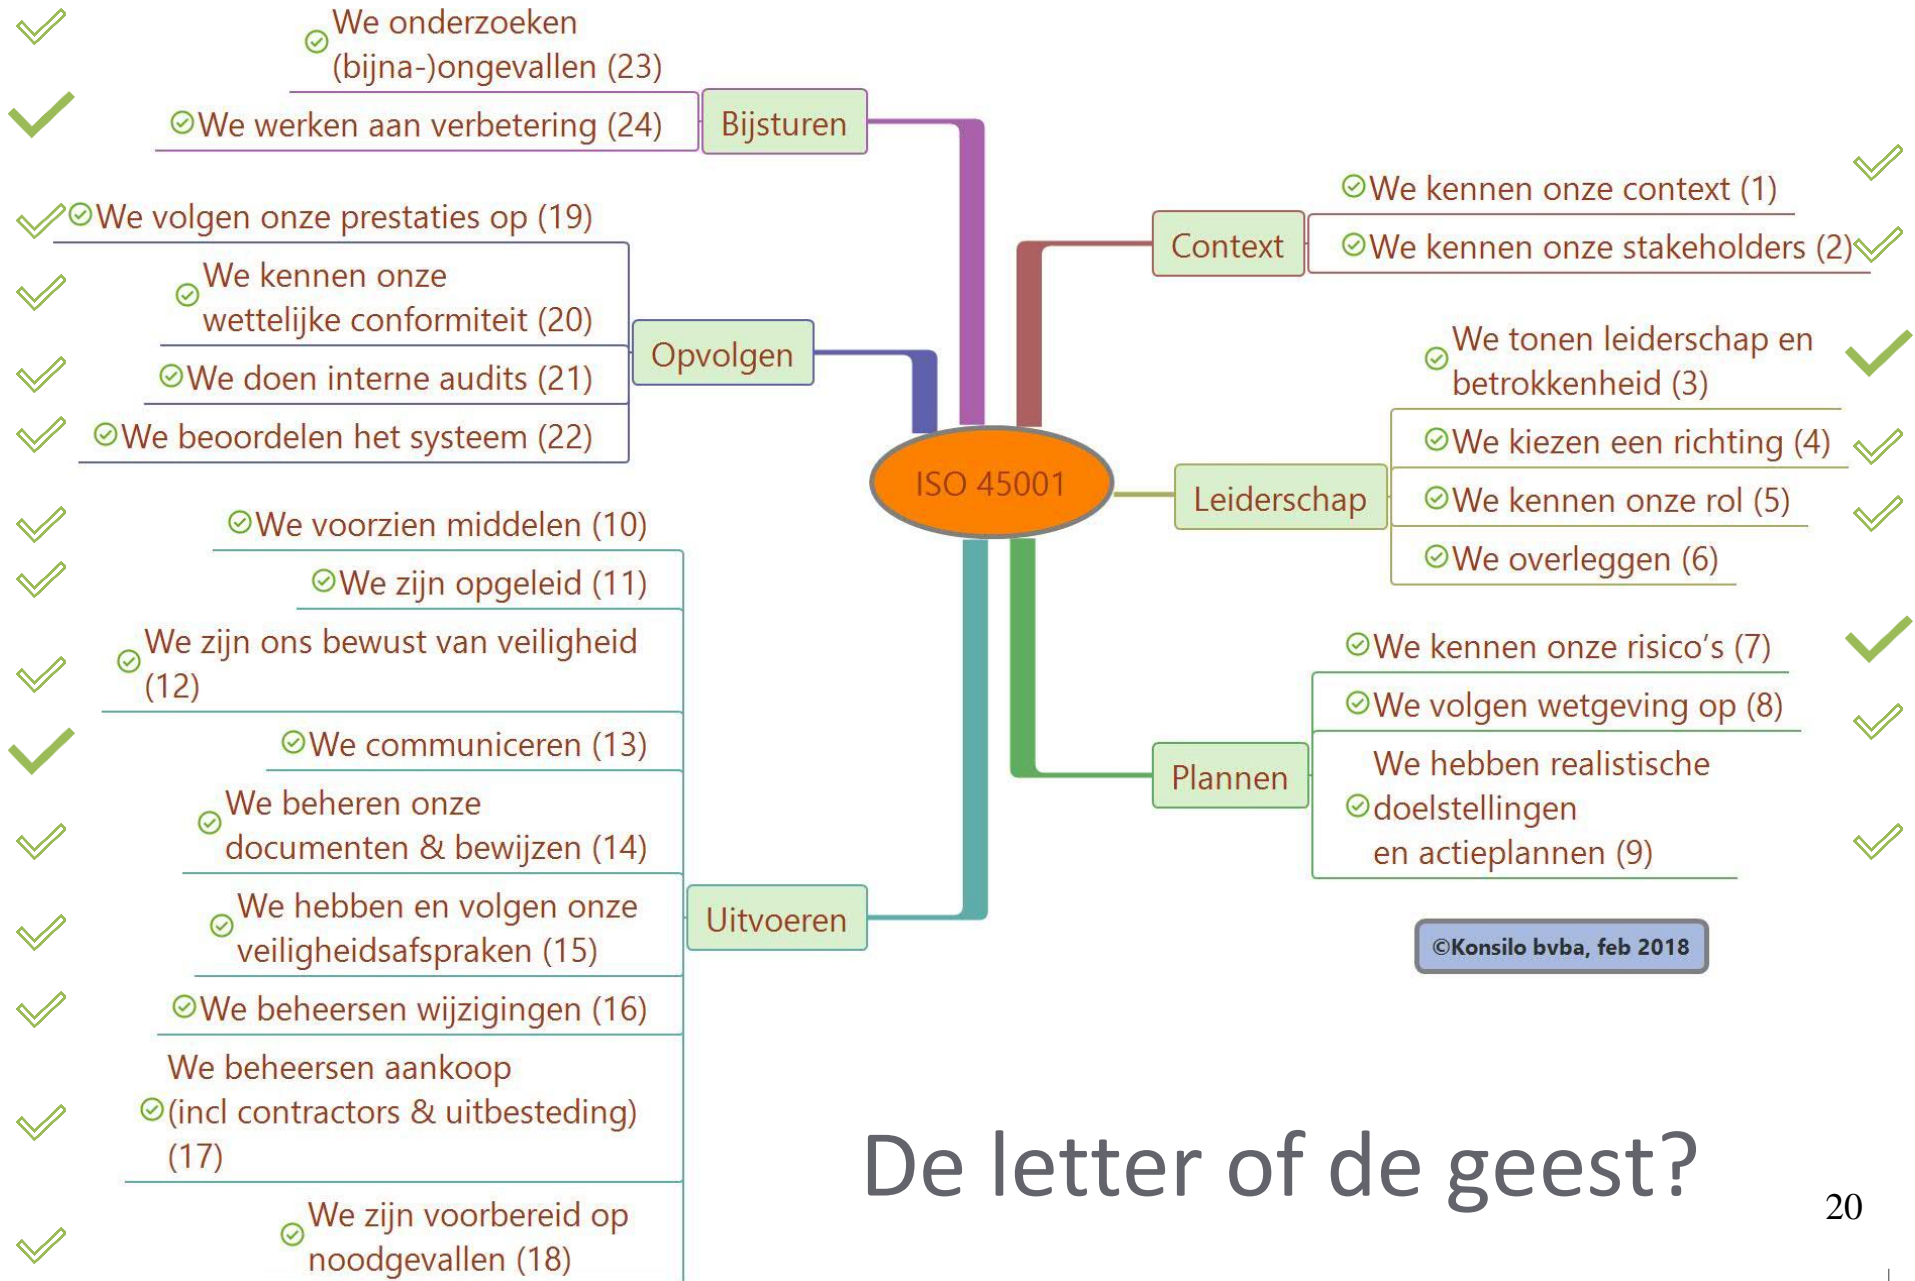 We onderzoeken
(bijna-)ongevallen (23)
We werken aan verbetering (24)
Bijsturen
We volgen onze prestaties op (19)
We kennen onze
wettelijke conformiteit (20)
We doen interne audits (21)
We beoordelen het systeem (22)
Opvolgen
We voorzien middelen (10)
We zijn opgeleid (11)
We zijn ons bewust van veiligheid
(12)
We communiceren (13)
We beheren onze
documenten & bewijzen (14)
We hebben en volgen onze
veiligheidsafspraken (15)
We beheersen wijzigingen (16)
We beheersen aankoop
(incl contractors & uitbesteding)
(17)
We zijn voorbereid op
noodgevallen (18)
Uitvoeren
ISO 45001
Context
We kennen onze context (1)
We kennen onze stakeholders (2)
Leiderschap
We tonen leiderschap en
betrokkenheid (3)
We kiezen een richting (4)
We kennen onze rol (5)
We overleggen (6)
Plannen
We kennen onze risico’s (7)
We volgen wetgeving op (8)
We hebben realistische
doelstellingen
en actieplannen (9)
©Konsilo bvba, feb 2018
De letter of de geest?
20